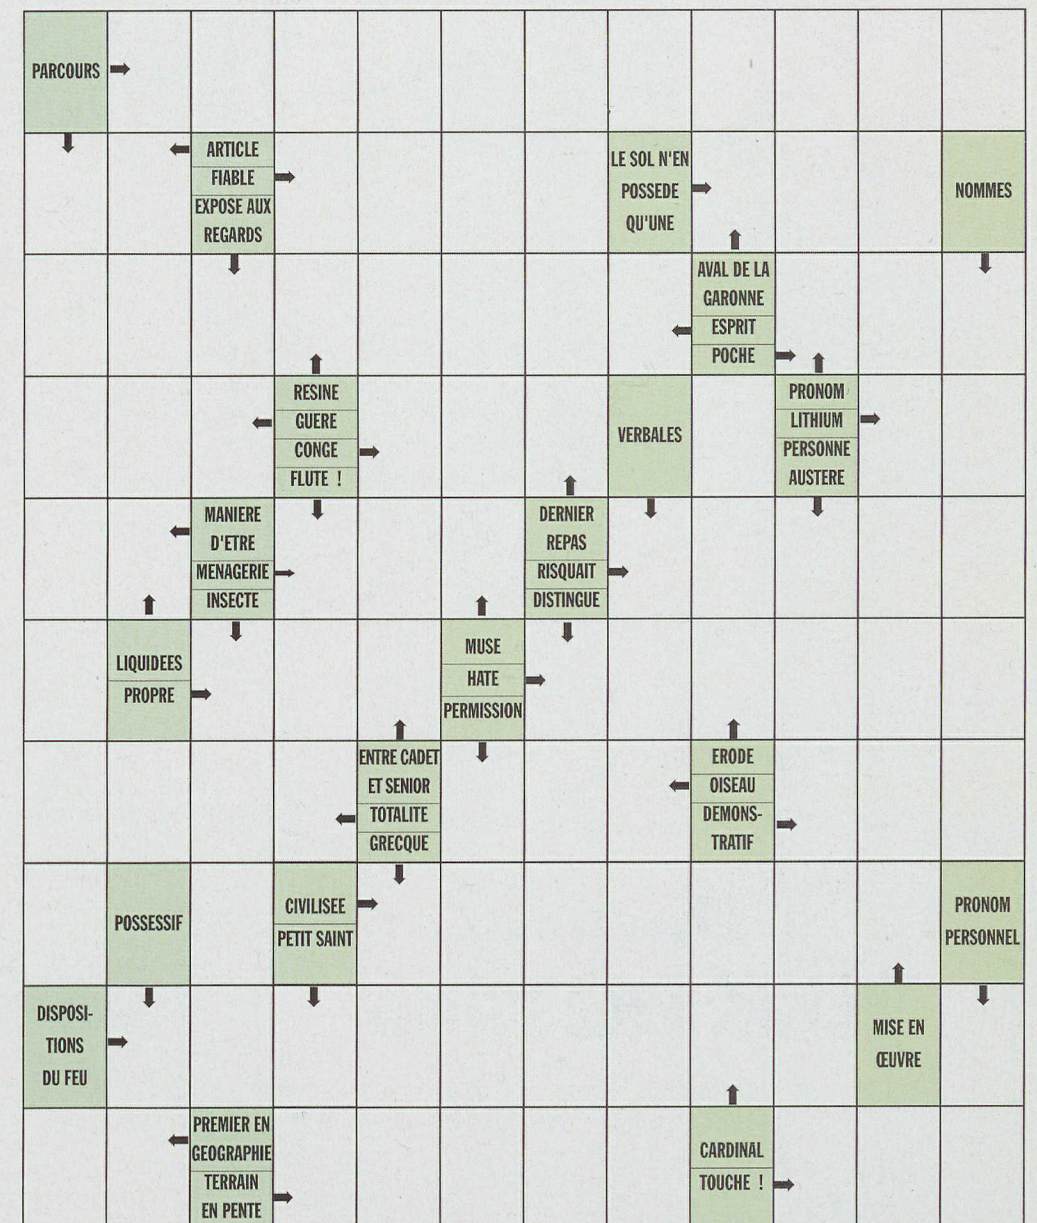 PARCOURS
ARTICLE
FIABLE
EXPOSE AUX
REGARDS
LE SOL N'EN
POSSEDE
QU'UNE
NOMMES
AVAL DE LA
GARONNE
ESPRIT
POCHE
RESINE
GUERE
CONGE
FLUTE !
VERBALES
PRONOM
LITHIUM
PERSONNE
AUSTERE
MANIERE
D'ETRE
MENAGERIE
INSECTE
DERNIER
REPAS
RISQUAIT
DISTINGUE
LIQUIDEES
PROPRE
MUSE
HATE
PERMISSION
ENTRE CADET
ET SENIOR
TOTALITE
GRECQUE
ERODE
OISEAU
DEMONS-
TRATIF
POSSESSIF
CIVILISEE
PETIT SAINT
PRONOM
PERSONNEL
DISPOSI-
TIONS
DU FEU
MISE EN
ŒUVRE
PREMIER EN
GEOGRAPHIE
TERRAIN
EN PENTE
CARDINAL
TOUCHE !